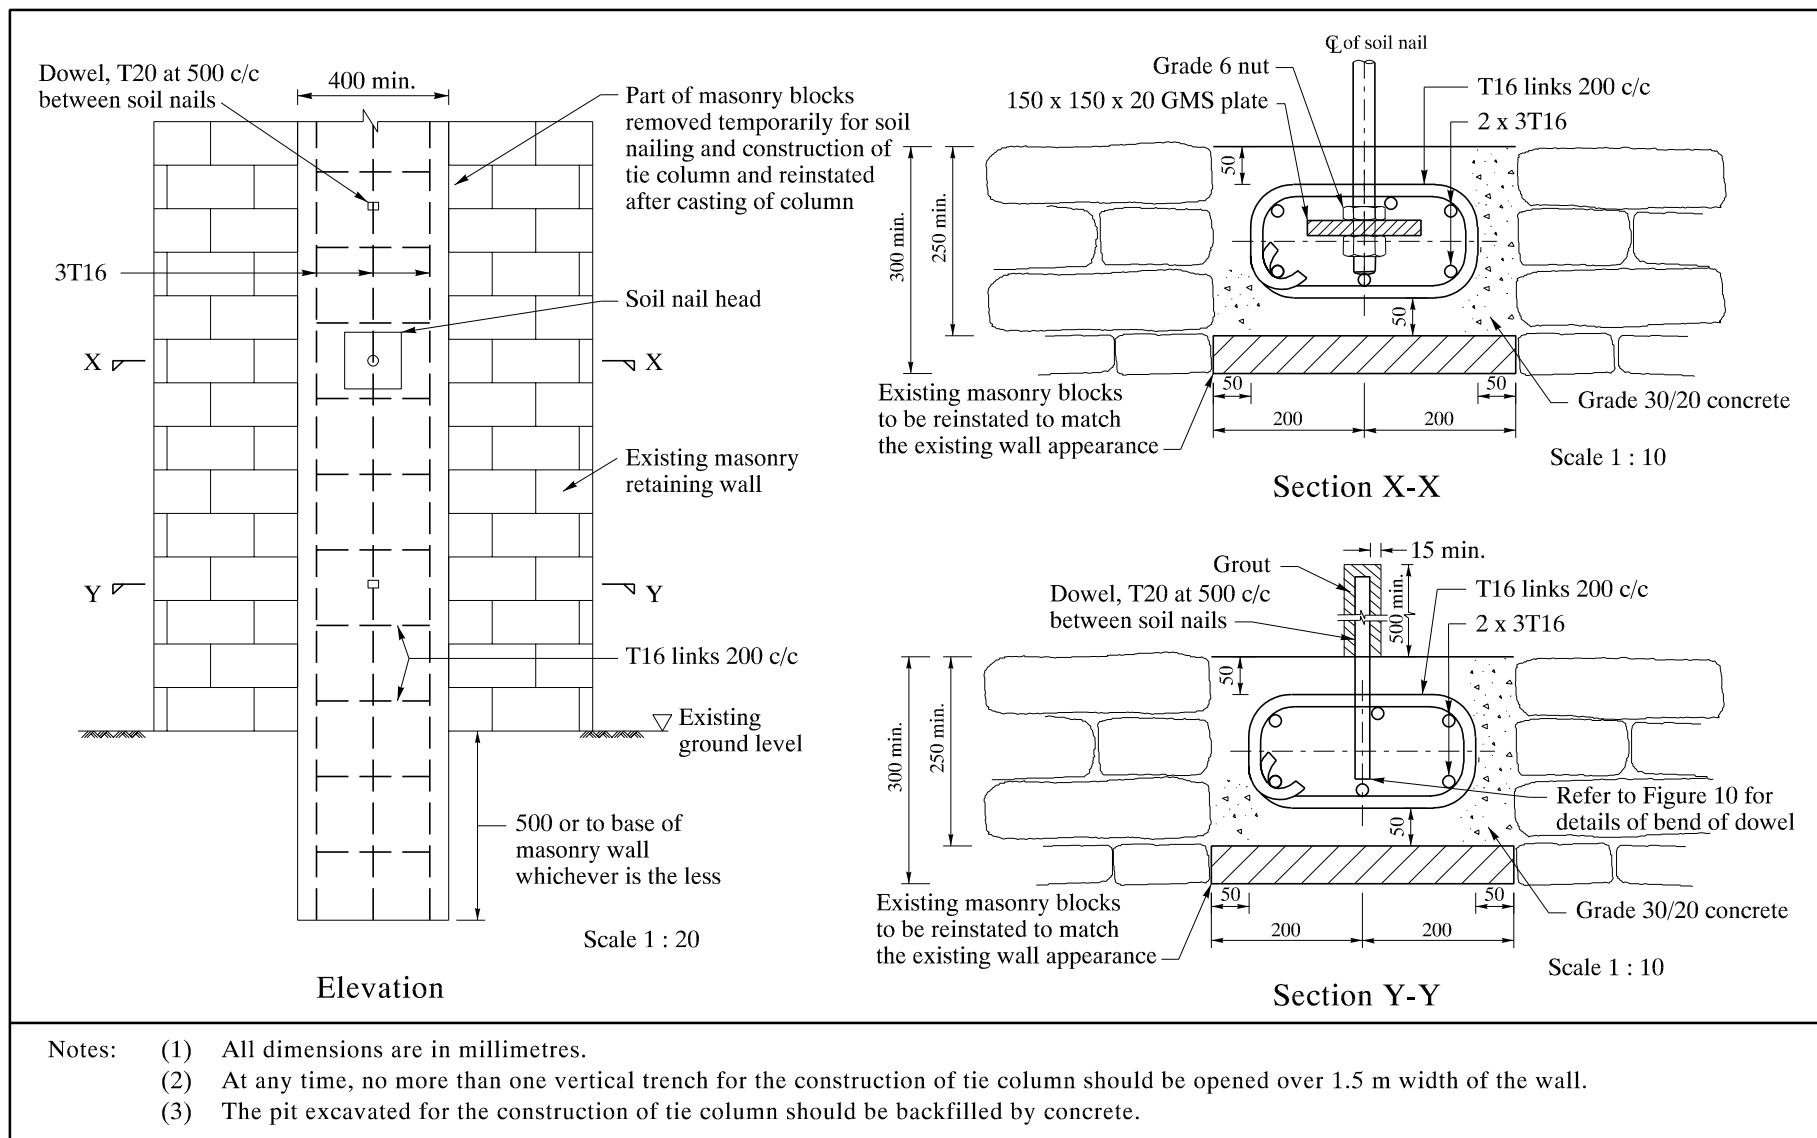 Dowel, T20 at 500 c/c
between soil nails
400 min.
Part of masonry blocks
removed temporarily for soil
nailing and construction of
tie column and reinstated
after casting of column
3T16
Soil nail head
X
X
Existing masonry
retaining wall
Y
Y
T16 links 200 c/c
Existing
ground level
500 or to base of
masonry wall
whichever is the less
Scale 1 : 20
Elevation
℄ of soil nail
Grade 6 nut
150 x 150 x 20 GMS plate
T16 links 200 c/c
2 x 3T16
300 min.
250 min.
50
50
Existing masonry blocks
to be reinstated to match
the existing wall appearance
50
50
200
200
Grade 30/20 concrete
Scale 1 : 10
Section X-X
15 min.
Grout
Dowel, T20 at 500 c/c
between soil nails
500 min.
T16 links 200 c/c
2 x 3T16
300 min.
250 min.
50
50
Refer to Figure 10 for
details of bend of dowel
Existing masonry blocks
to be reinstated to match
the existing wall appearance
50
50
200
200
Grade 30/20 concrete
Scale 1 : 10
Section Y-Y
Notes: (1) All dimensions are in millimetres.
(2) At any time, no more than one vertical trench for the construction of tie column should be opened over 1.5 m width of the wall.
(3) The pit excavated for the construction of tie column should be backfilled by concrete.